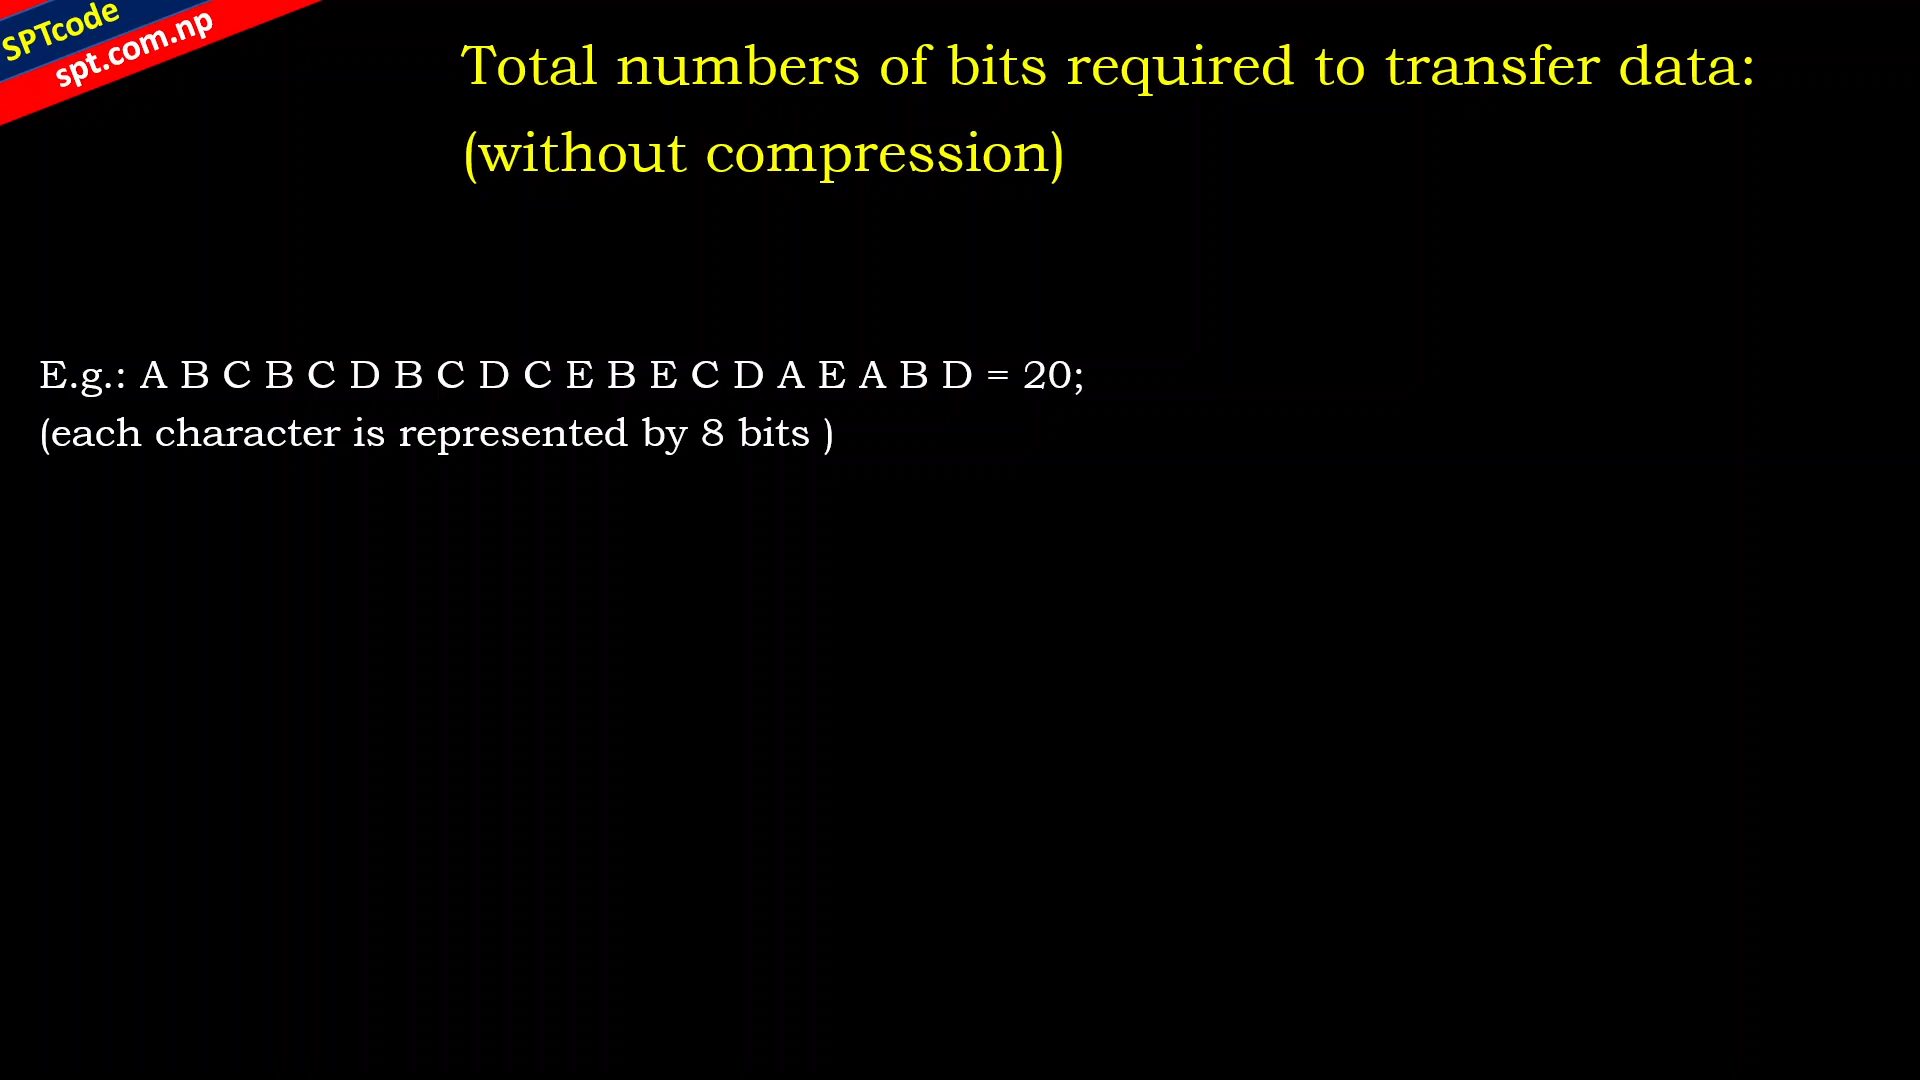 SPTcode
spt.com.np
Total numbers of bits required to transfer data:
(without compression)
E.g.: A B C B C D B C D C E B E C D A E A B D = 20;
(each character is represented by 8 bits )